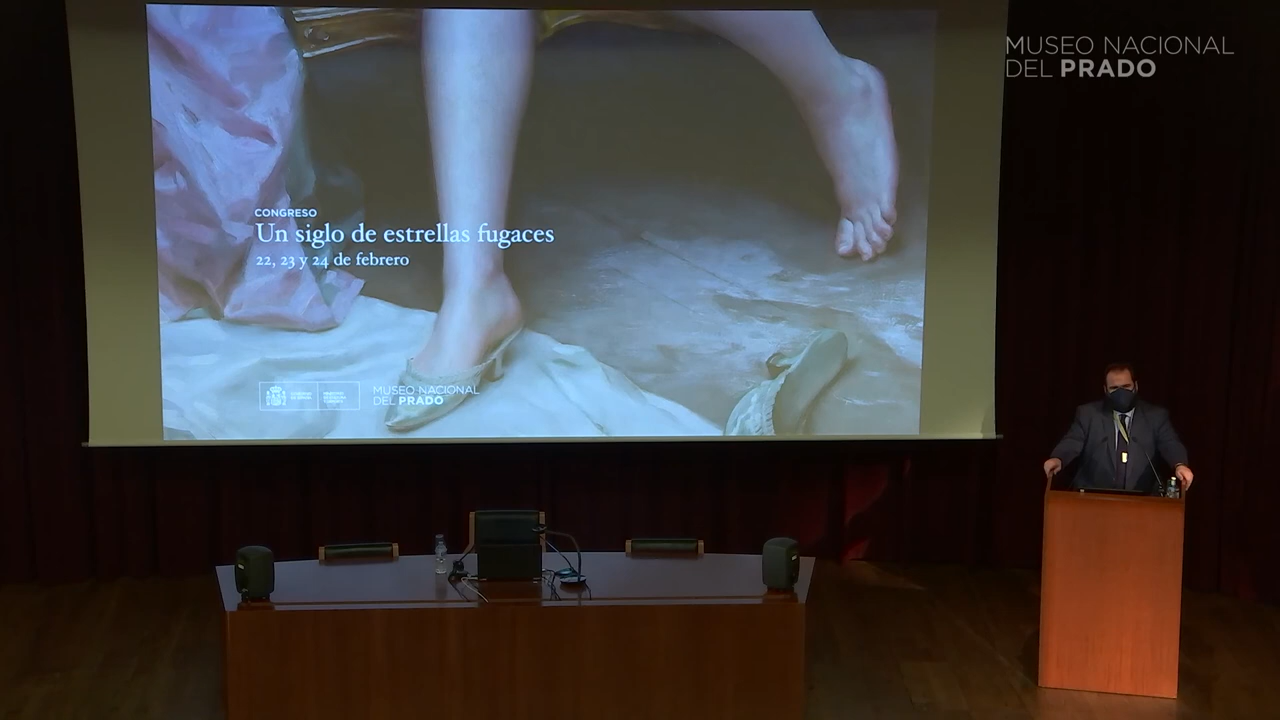 MUSEO NACIONAL
DEL PRADO
CONGRESO
Un siglo de estrellas fugaces
22, 23 y 24 de febrero
MUSEO NACIONAL
DEL PRADO